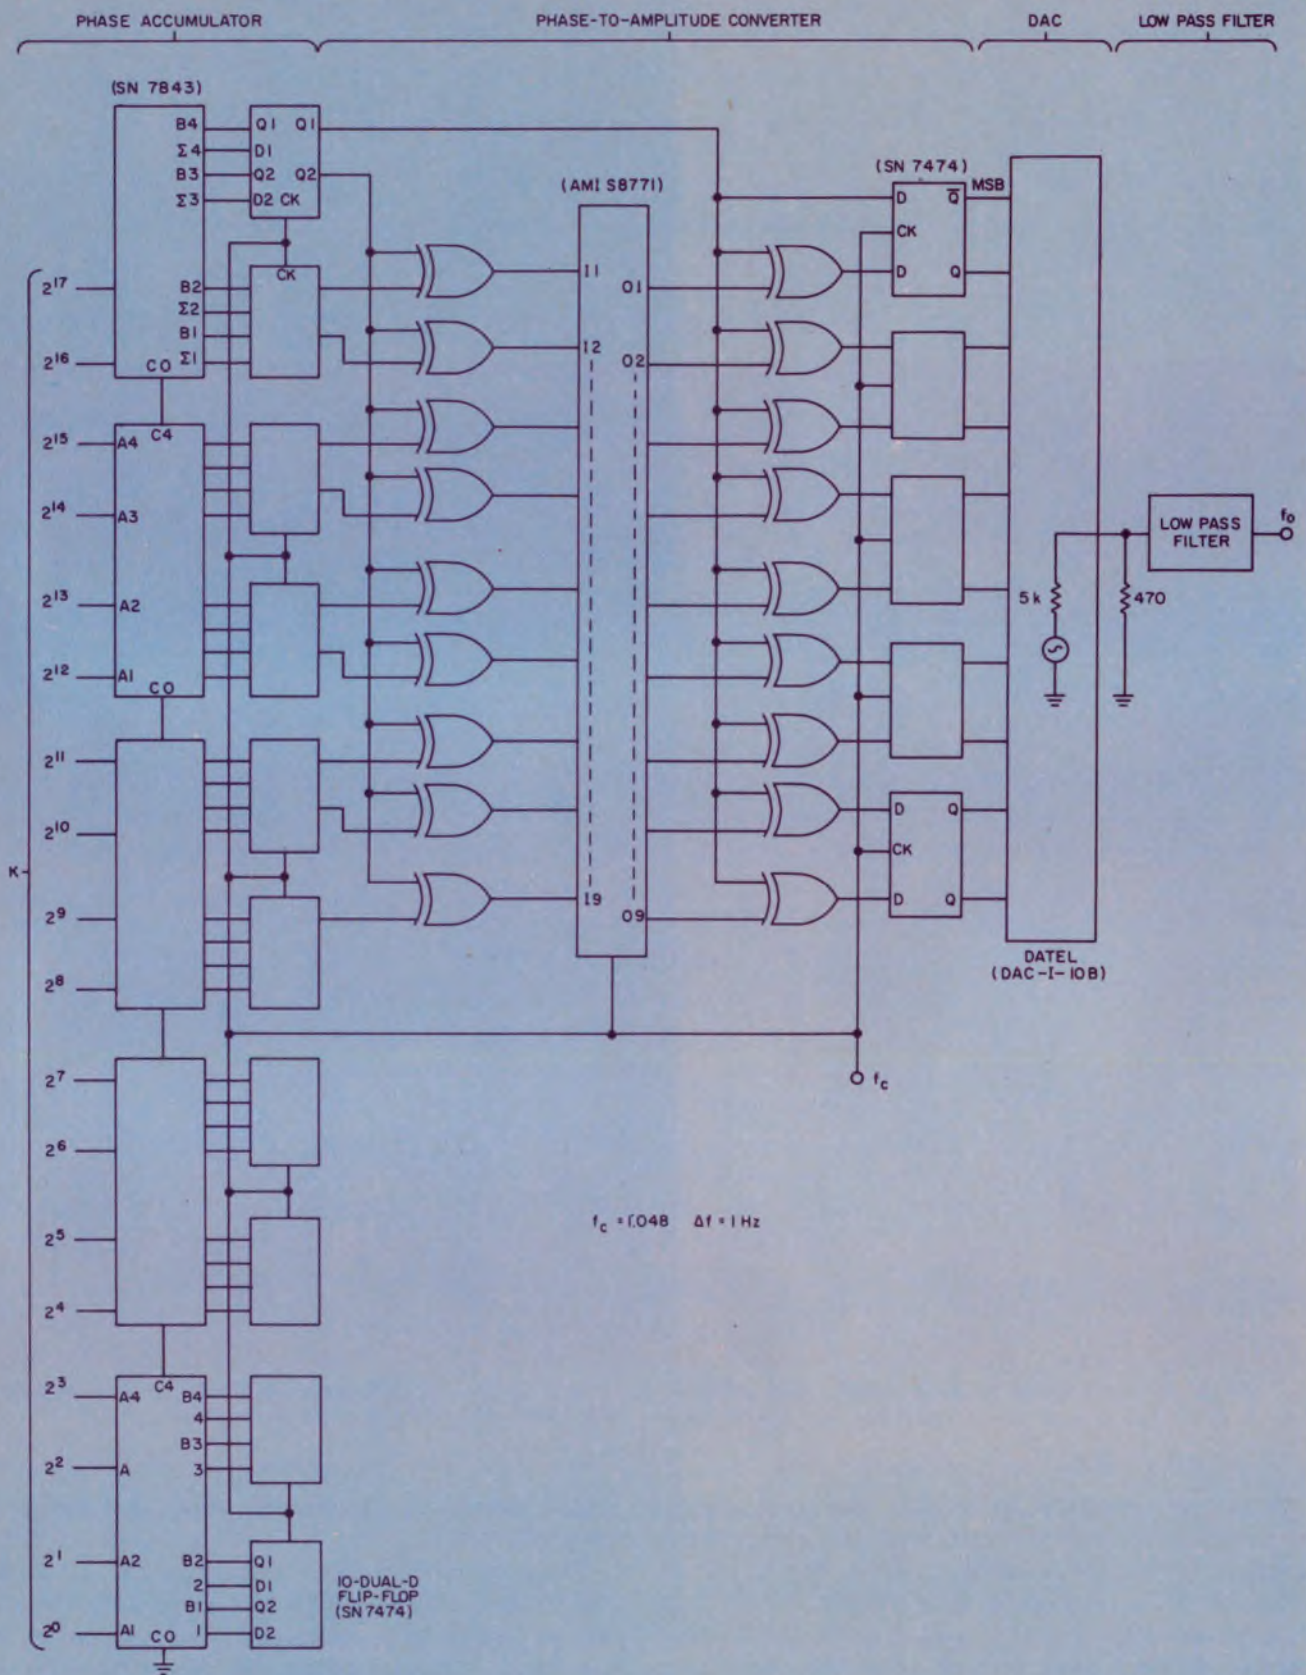 PHASE ACCUMULATOR PHASE-TO-AMPLITUDE CONVERTER DAC LOW PASS FILTER
(SN 7843)
B4 Q1 Q1
Σ4 D1
B3 Q2 Q2
Σ3 D2 CK
(AMI S8771)
(SN 7474)
MSB
D Q̅
CK
D Q
CK
I1
O1
2¹⁷ B2
Σ2
B1
2¹⁶ Σ1
CO
I2
O2
2¹⁵ A4 C4
2¹⁴ A3
2¹³ A2
2¹² A1
CO
LOW PASS
FILTER
f₀
5k
470
2¹¹
2¹⁰
K
2⁹
2⁸
D Q
CK
D Q
I9
O9
DATEL
(DAC-I-10B)
f_c
2⁷
2⁶
2⁵
2⁴
f_c = 1.048 Δf = 1 Hz
2³ A4 C4 B4
4
B3
2² A 3
2¹ A2 B2 Q1
2 D1
B1 Q2
2⁰ A1 CO 1 D2
10-DUAL-D
FLIP-FLOP
(SN 7474)